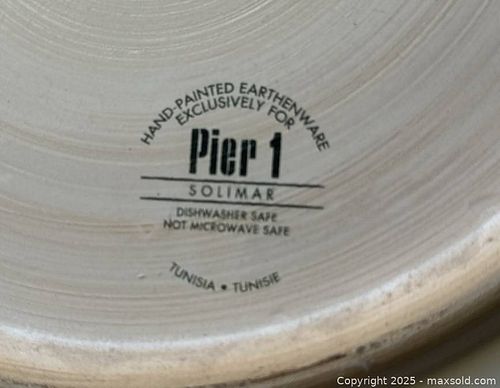 HAND-PAINTED EARTHENWARE
EXCLUSIVELY FOR
Pier 1
SOLIMAR
DISHWASHER SAFE
NOT MICROWAVE SAFE
TUNISIA • TUNISIE
Copyright © 2025 - maxsold.com